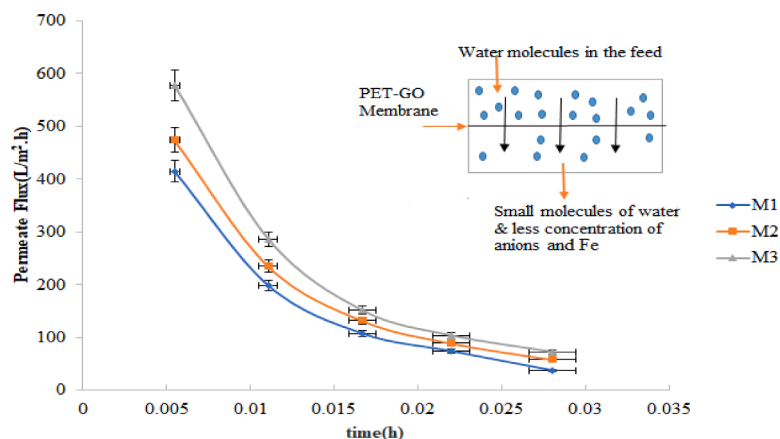 700
600
500
400
300
200
100
0
Permeate Flux(L/m².h)
0
0.005
0.01
0.015
0.02
0.025
0.03
0.035
time(h)
Water molecules in the feed
PET-GO
Membrane
Small molecules of water
& less concentration of
anions and Fe
M1
M2
M3